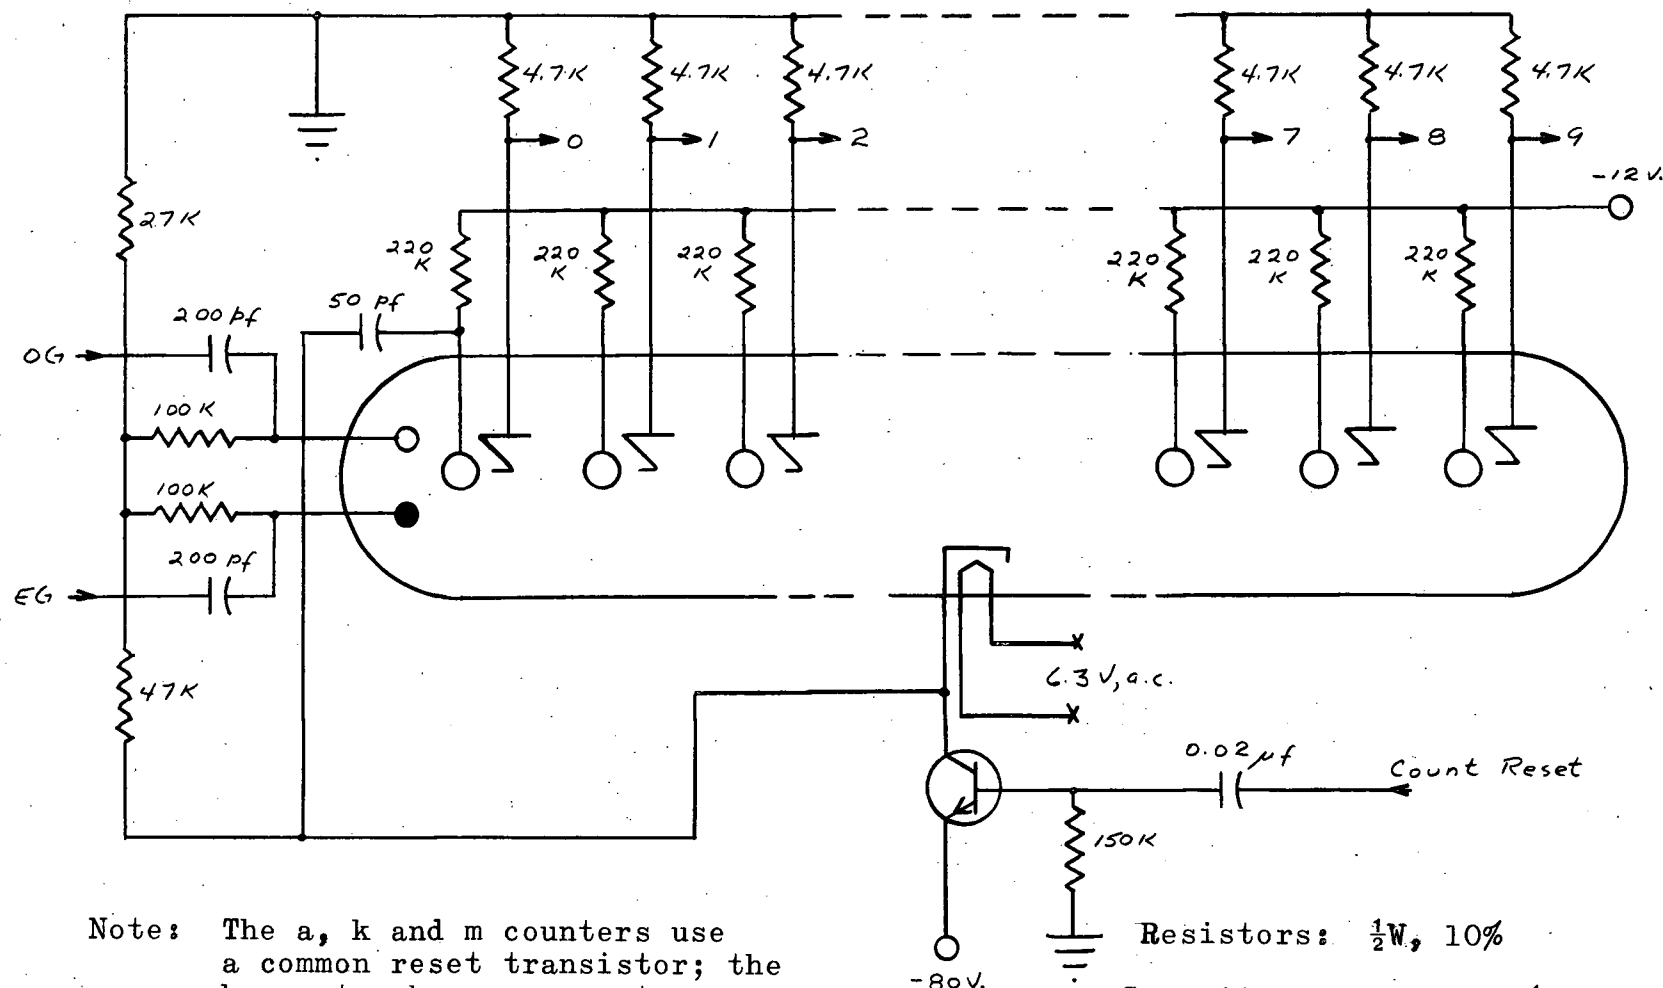 4.7K 4.7K 4.7K 4.7K 4.7K 4.7K
0 1 2 7 8 9
-12 V.
27K
220 K 220 K 220 K 220 K 220 K 220 K
50 pf
200 pf
OG
100 K
100K
200 pf
EG
6.3 V, a.c.
47K
0.02 µf
Count Reset
150K
Note: The a, k and m counters use
a common reset transistor; the
Resistors: ½W, 10%
-80V.